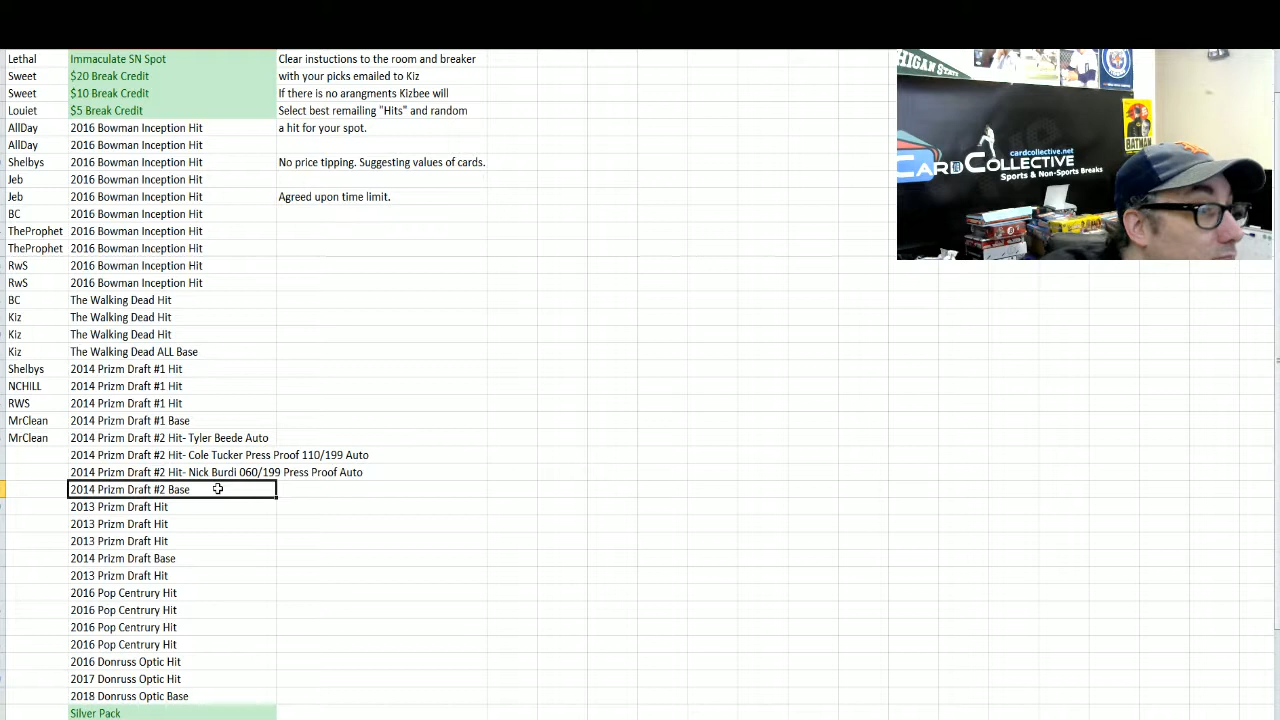 Lethal Immaculate SN Spot Clear instuctions to the room and breaker
Sweet $20 Break Credit with your picks emailed to Kiz
Sweet $10 Break Credit If there is no arangments Kizbee will
Louiet $5 Break Credit Select best remailing "Hits" and random
AllDay 2016 Bowman Inception Hit a hit for your spot.
AllDay 2016 Bowman Inception Hit
Shelbys 2016 Bowman Inception Hit No price tipping. Suggesting values of cards.
Jeb 2016 Bowman Inception Hit
Jeb 2016 Bowman Inception Hit Agreed upon time limit.
BC 2016 Bowman Inception Hit
TheProphet 2016 Bowman Inception Hit
TheProphet 2016 Bowman Inception Hit
RwS 2016 Bowman Inception Hit
RwS 2016 Bowman Inception Hit
BC The Walking Dead Hit
Kiz The Walking Dead Hit
Kiz The Walking Dead Hit
Kiz The Walking Dead ALL Base
Shelbys 2014 Prizm Draft #1 Hit
NCHILL 2014 Prizm Draft #1 Hit
RWS 2014 Prizm Draft #1 Hit
MrClean 2014 Prizm Draft #1 Base
MrClean 2014 Prizm Draft #2 Hit- Tyler Beede Auto
2014 Prizm Draft #2 Hit- Cole Tucker Press Proof 110/199 Auto
2014 Prizm Draft #2 Hit- Nick Burdi 060/199 Press Proof Auto
2014 Prizm Draft #2 Base
2013 Prizm Draft Hit
2013 Prizm Draft Hit
2013 Prizm Draft Hit
2014 Prizm Draft Base
2013 Prizm Draft Hit
2016 Pop Centrury Hit
2016 Pop Centrury Hit
2016 Pop Centrury Hit
2016 Pop Centrury Hit
2016 Donruss Optic Hit
2017 Donruss Optic Hit
2018 Donruss Optic Base
Silver Pack
HIGAN STATE
BATMAN
cardcollective.net
CARDCOLLECTIVE
Sports & Non-Sports Breaks